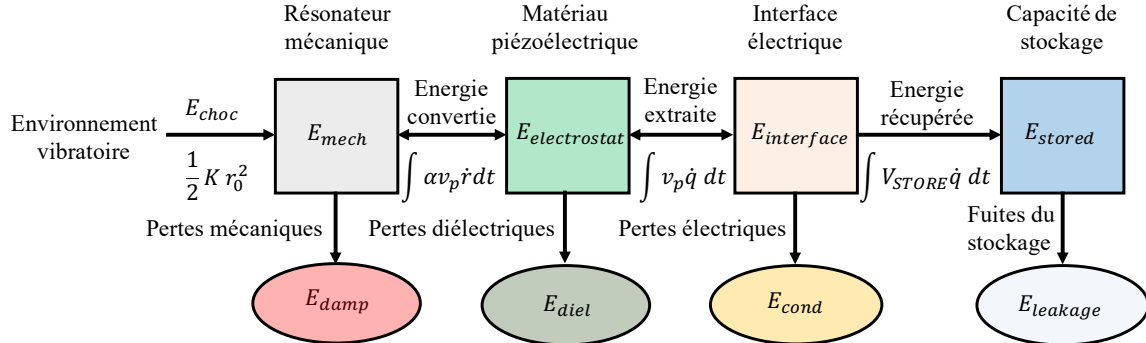 Résonateur
mécanique
Matériau
piézoélectrique
Interface
électrique
Capacité de
stockage
Environnement
vibratoire
E_choc
1/2 K r_0^2
E_mech
Energie
convertie
∫ αv_p ṙ dt
E_electrostat
Energie
extraite
∫ v_p q̇ dt
E_interface
Energie
récupérée
∫ V_STORE q̇ dt
E_stored
Pertes mécaniques
Pertes diélectriques
Pertes électriques
Fuites du
stockage
E_damp
E_diel
E_cond
E_leakage